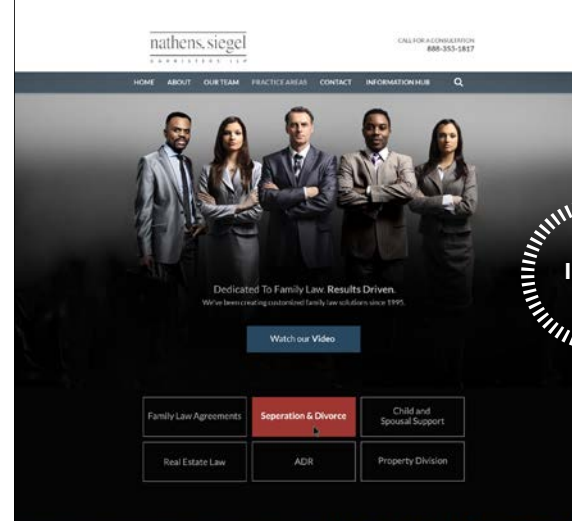 nathens, siegel
BARRISTERS LLP
CALL FOR A CONSULTATION
888-353-1817
HOME ABOUT OUR TEAM PRACTICE AREAS CONTACT INFORMATION HUB
Dedicated To Family Law. Results Driven.
We've been creating customized family law solutions since 1995.
Watch our Video
Family Law Agreements
Seperation & Divorce
Child and
Spousal Support
Real Estate Law
ADR
Property Division